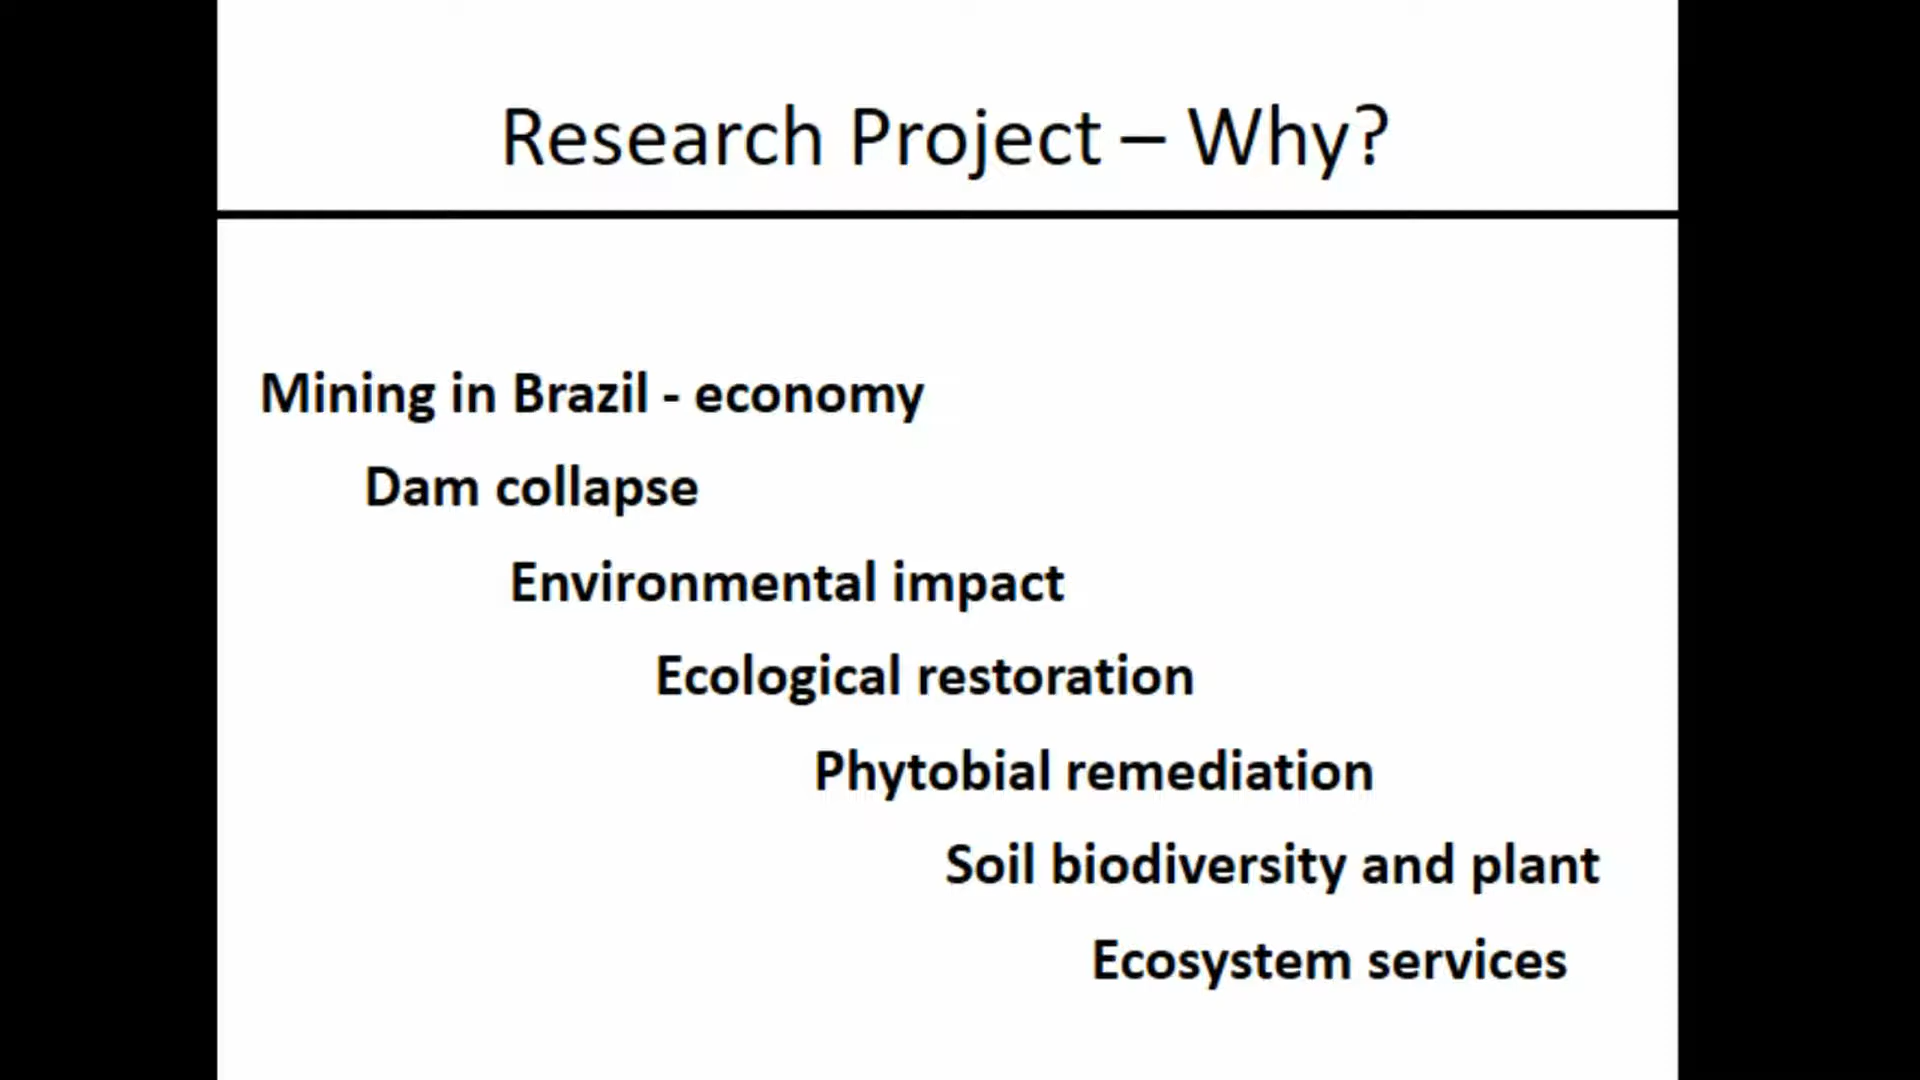 Research Project – Why?
Mining in Brazil - economy
Dam collapse
Environmental impact
Ecological restoration
Phytobial remediation
Soil biodiversity and plant
Ecosystem services